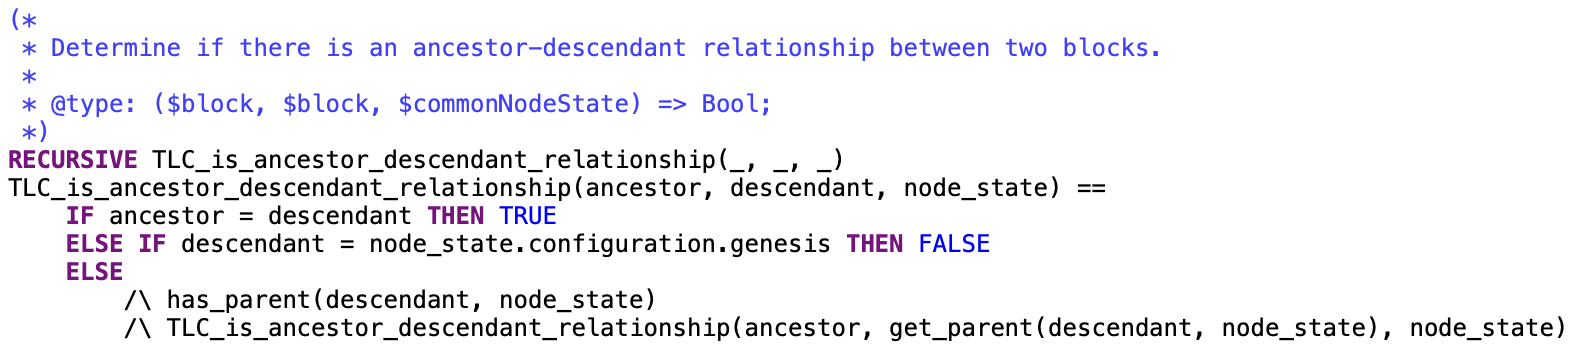 (*
 * Determine if there is an ancestor-descendant relationship between two blocks.
 *
 * @type: ($block, $block, $commonNodeState) => Bool;
 *)
RECURSIVE TLC_is_ancestor_descendant_relationship(_, _, _)
TLC_is_ancestor_descendant_relationship(ancestor, descendant, node_state) ==
    IF ancestor = descendant THEN TRUE
    ELSE IF descendant = node_state.configuration.genesis THEN FALSE
    ELSE
        /\ has_parent(descendant, node_state)
        /\ TLC_is_ancestor_descendant_relationship(ancestor, get_parent(descendant, node_state), node_state)